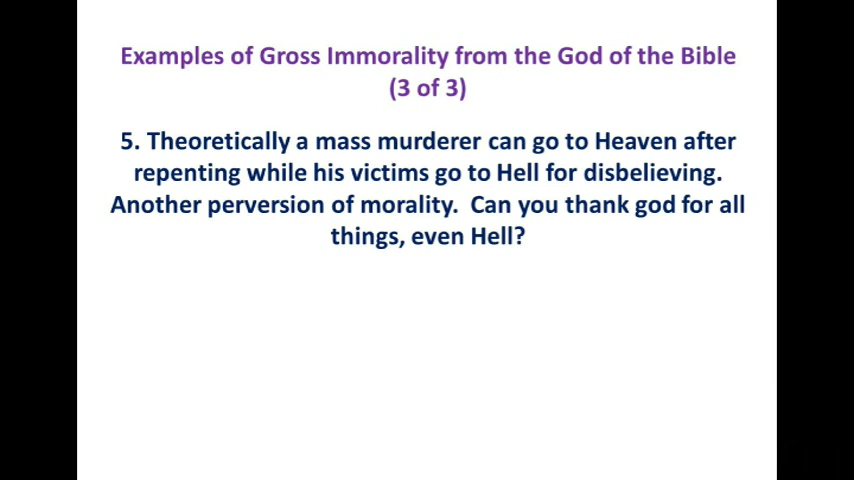 Examples of Gross Immorality from the God of the Bible
(3 of 3)
5. Theoretically a mass murderer can go to Heaven after
repenting while his victims go to Hell for disbelieving.
Another perversion of morality.  Can you thank god for all
things, even Hell?